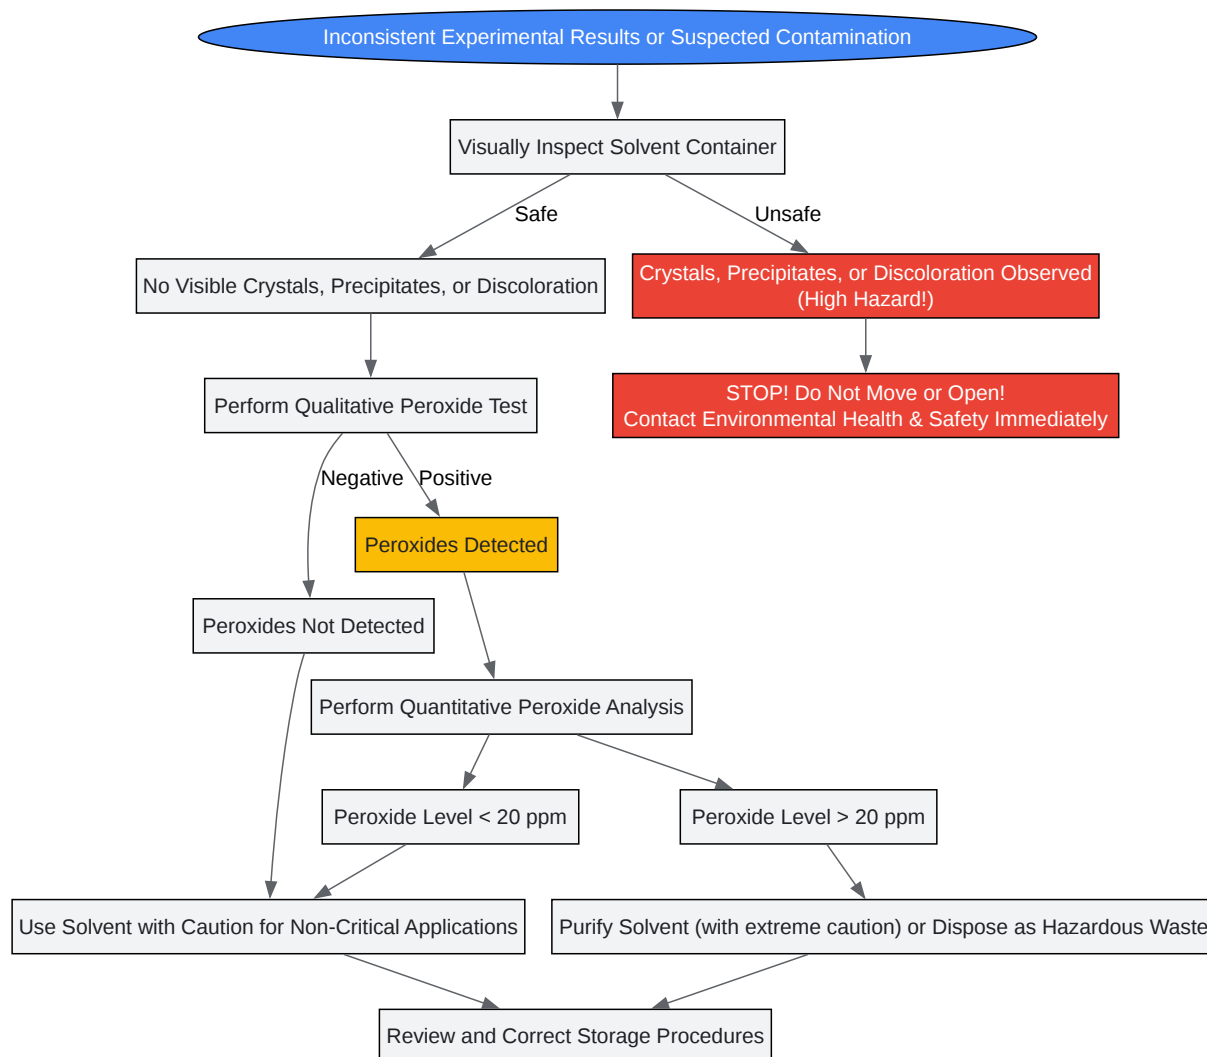 Inconsistent Experimental Results or Suspected Contamination
Visually Inspect Solvent Container
Safe
Unsafe
No Visible Crystals, Precipitates, or Discoloration
Crystals, Precipitates, or Discoloration Observed
(High Hazard!)
Perform Qualitative Peroxide Test
STOP! Do Not Move or Open!
Contact Environmental Health & Safety Immediately
Negative
Positive
Peroxides Detected
Peroxides Not Detected
Perform Quantitative Peroxide Analysis
Peroxide Level < 20 ppm
Peroxide Level > 20 ppm
Use Solvent with Caution for Non-Critical Applications
Purify Solvent (with extreme caution) or Dispose as Hazardous Waste
Review and Correct Storage Procedures